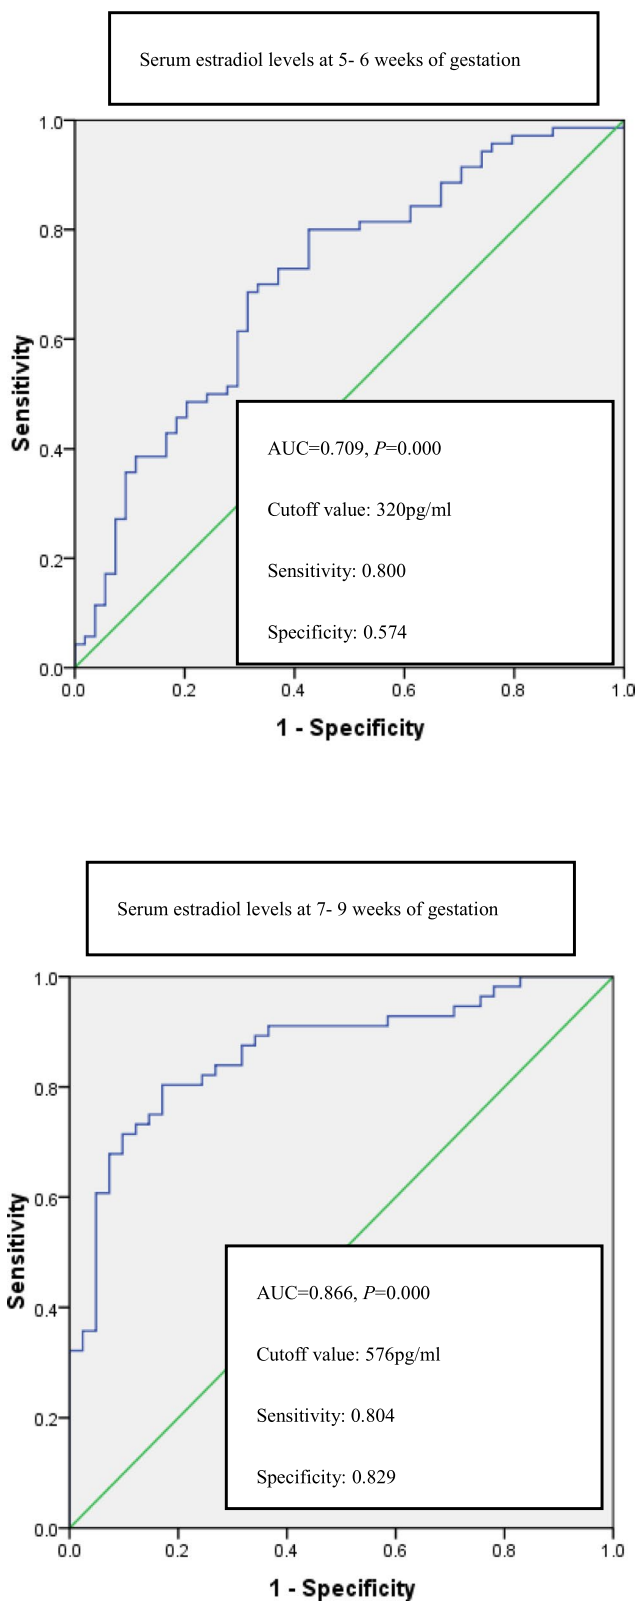 Serum estradiol levels at 5- 6 weeks of gestation
1.0
0.8
0.6
0.4
0.2
0.0
Sensitivity
AUC=0.709, P=0.000
Cutoff value: 320pg/ml
Sensitivity: 0.800
Specificity: 0.574
0.0 0.2 0.4 0.6 0.8 1.0
1 - Specificity
Serum estradiol levels at 7- 9 weeks of gestation
1.0
0.8
0.6
0.4
0.2
0.0
Sensitivity
AUC=0.866, P=0.000
Cutoff value: 576pg/ml
Sensitivity: 0.804
Specificity: 0.829
0.0 0.2 0.4 0.6 0.8 1.0
1 - Specificity